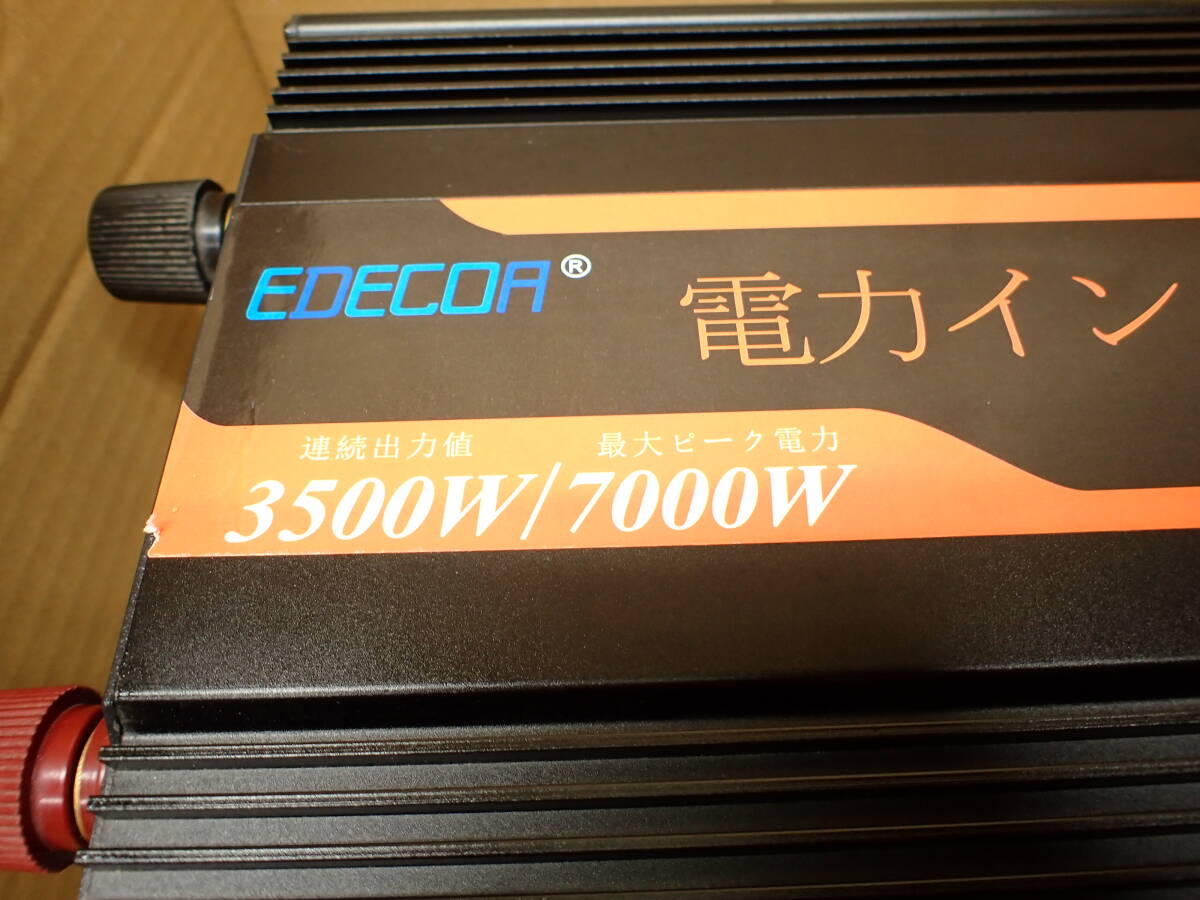 EDECOA®
電力イン
連続出力値 最大ピーク電力
3500W/7000W